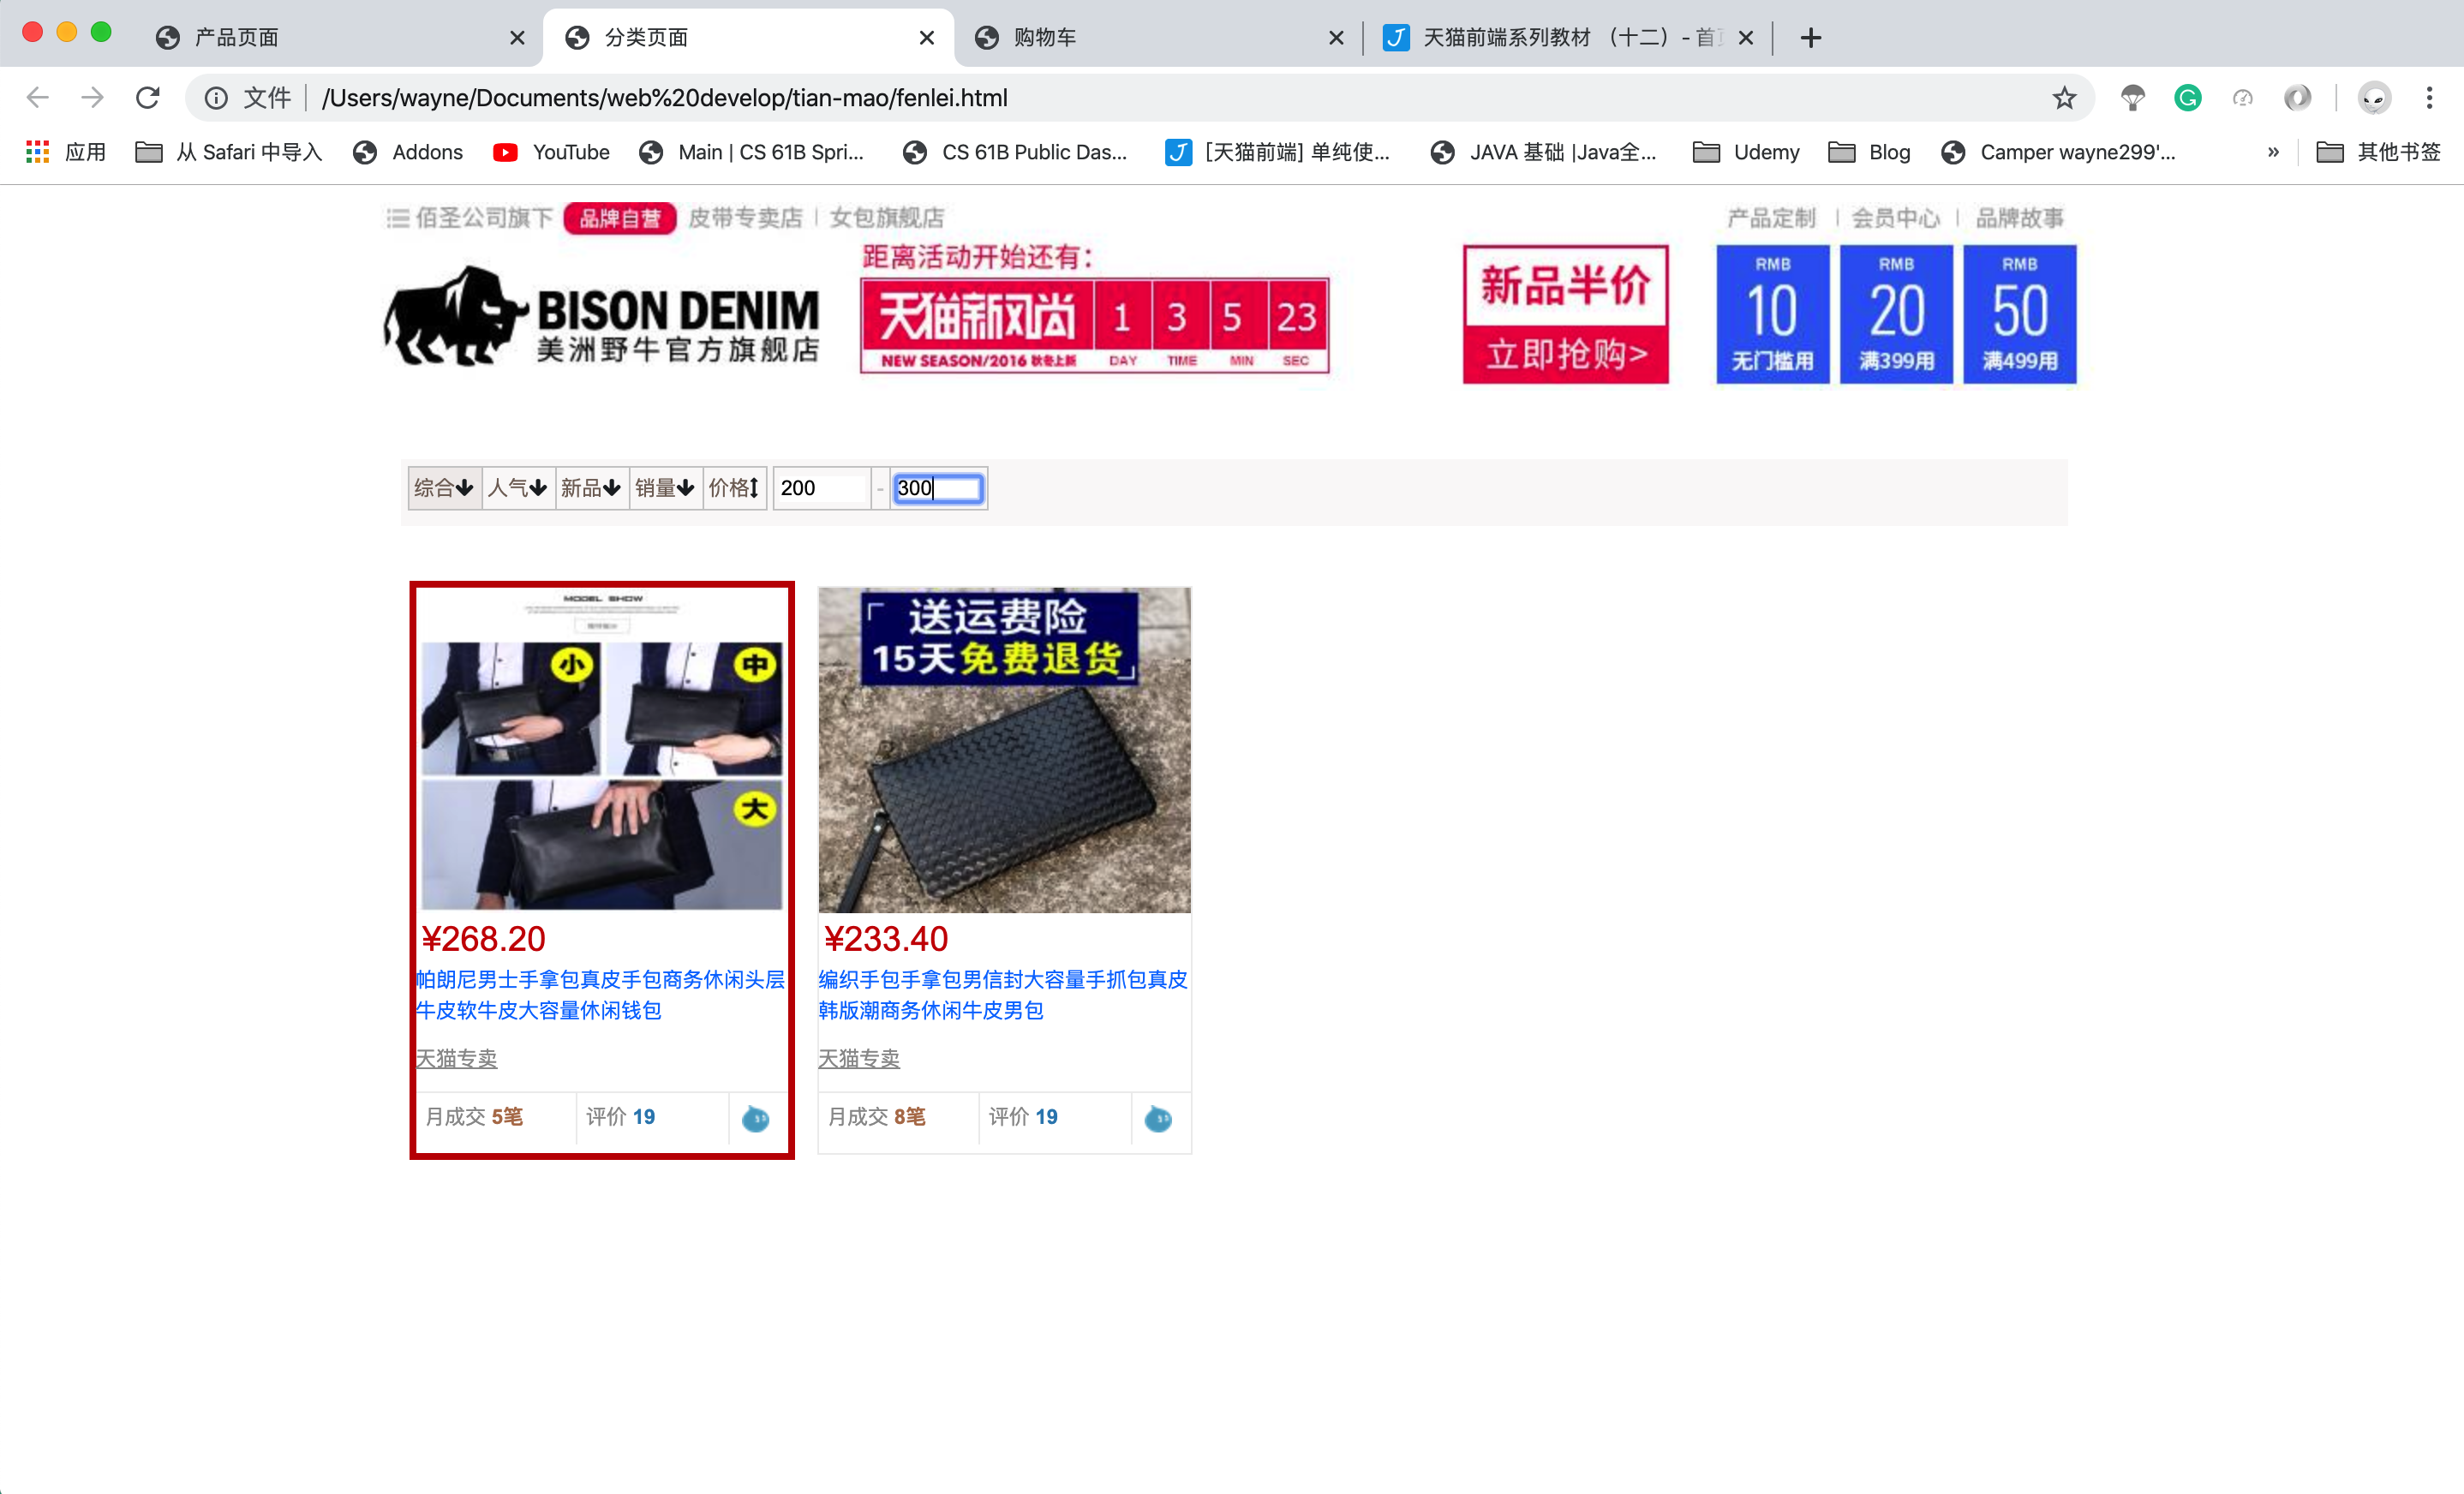 产品页面
分类页面
购物车
天猫前端系列教材 （十二）- 首页
文件 /Users/wayne/Documents/web%20develop/tian-mao/fenlei.html
应用 从 Safari 中导入 Addons YouTube Main | CS 61B Spri... CS 61B Public Das... [天猫前端] 单纯使... JAVA 基础 |Java全... Udemy Blog Camper wayne299'... » 其他书签
佰圣公司旗下 品牌自营 皮带专卖店 | 女包旗舰店
产品定制 | 会员中心 | 品牌故事
BISON DENIM
美洲野牛官方旗舰店
距离活动开始还有：
天猫新风尚 1 3 5 23
NEW SEASON/2016 秋冬上新 DAY TIME MIN SEC
新品半价
立即抢购>
RMB
10
无门槛用
RMB
20
满399用
RMB
50
满499用
综合 人气 新品 销量 价格 200 - 300
MODEL SHOW
小
中
大
¥268.20
帕朗尼男士手拿包真皮手包商务休闲头层
牛皮软牛皮大容量休闲钱包
天猫专卖
月成交 5笔 评价 19
送运费险
15天免费退货
¥233.40
编织手包手拿包男信封大容量手抓包真皮
韩版潮商务休闲牛皮男包
天猫专卖
月成交 8笔 评价 19